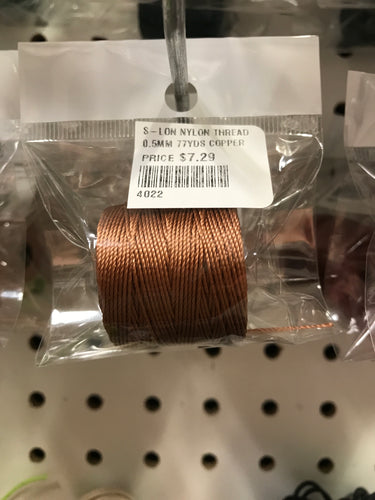 S-LON NYLON THREAD
0.5MM 77YDS COPPER
PRICE $7.29
4022